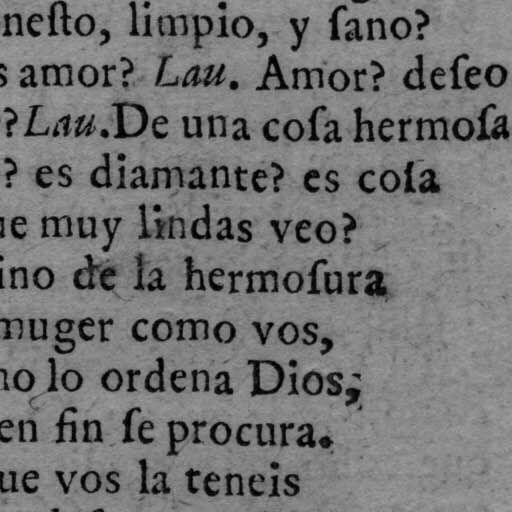 neſto, limpio, y ſano?
s amor? Lau. Amor? deſeo
? Lau. De una coſa hermoſa
? es diamante? es coſa
ue muy lindas veo?
ino de la hermoſura
muger como vos,
no lo ordena Dios;
en fin ſe procura.
ue vos la teneis